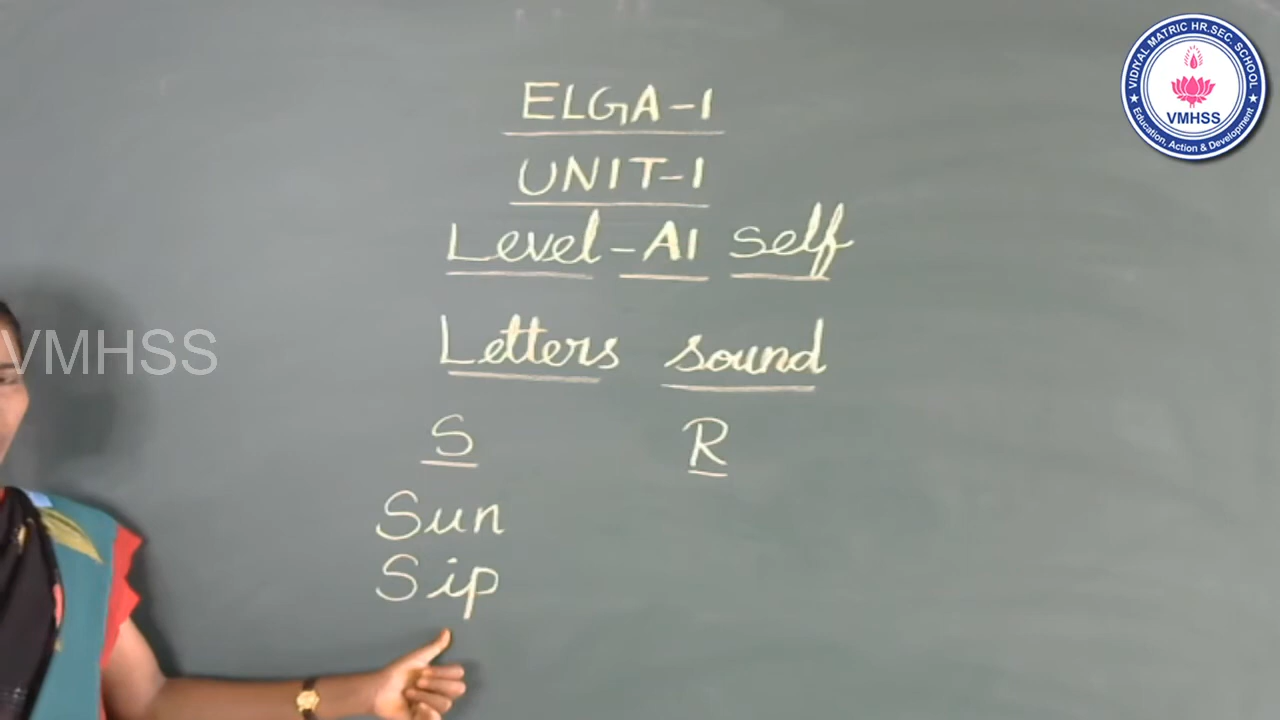 VIDIYAL MATRIC HR.SEC. SCHOOL
VMHSS
Education, Action & Development
ELGA-1
UNIT-1
Level-A1 self
VMHSS
Letters sound
S R
Sun
Sip